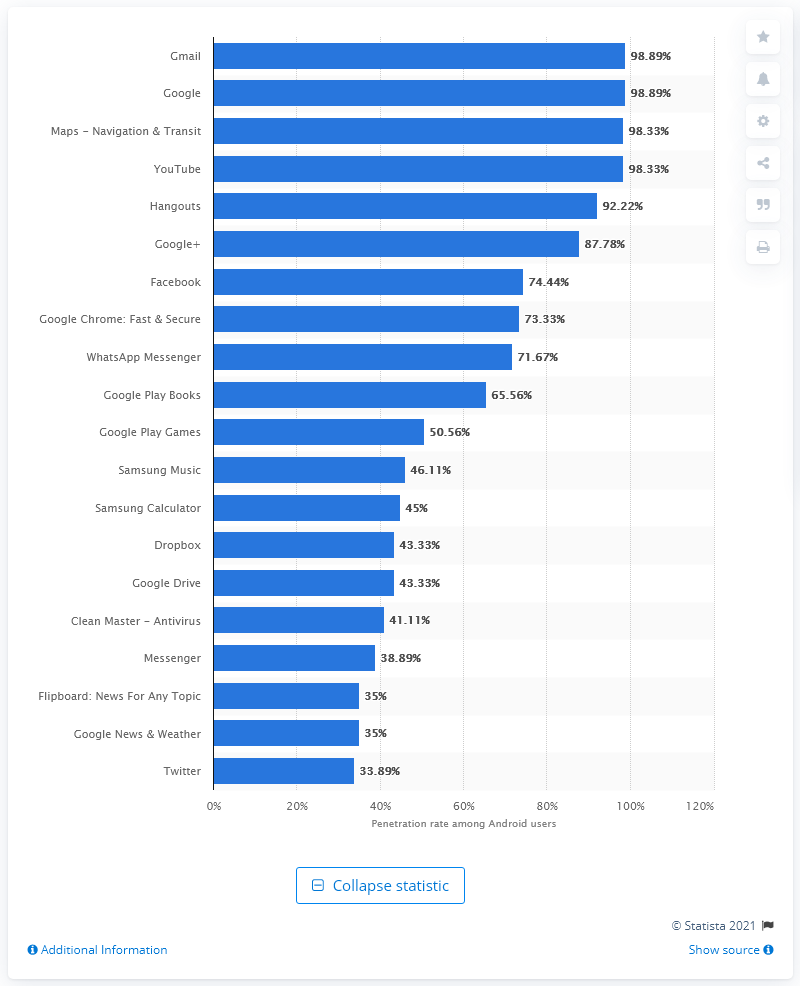 Gmail 98.89%
Google 98.89%
Maps – Navigation & Transit 98.33%
YouTube 98.33%
Hangouts 92.22%
Google+ 87.78%
Facebook 74.44%
Google Chrome: Fast & Secure 73.33%
WhatsApp Messenger 71.67%
Google Play Books 65.56%
Google Play Games 50.56%
Samsung Music 46.11%
Samsung Calculator 45%
Dropbox 43.33%
Google Drive 43.33%
Clean Master – Antivirus 41.11%
Messenger 38.89%
Flipboard: News For Any Topic 35%
Google News & Weather 35%
Twitter 33.89%
0% 20% 40% 60% 80% 100% 120%
Penetration rate among Android users
Collapse statistic
© Statista 2021
Additional Information Show source